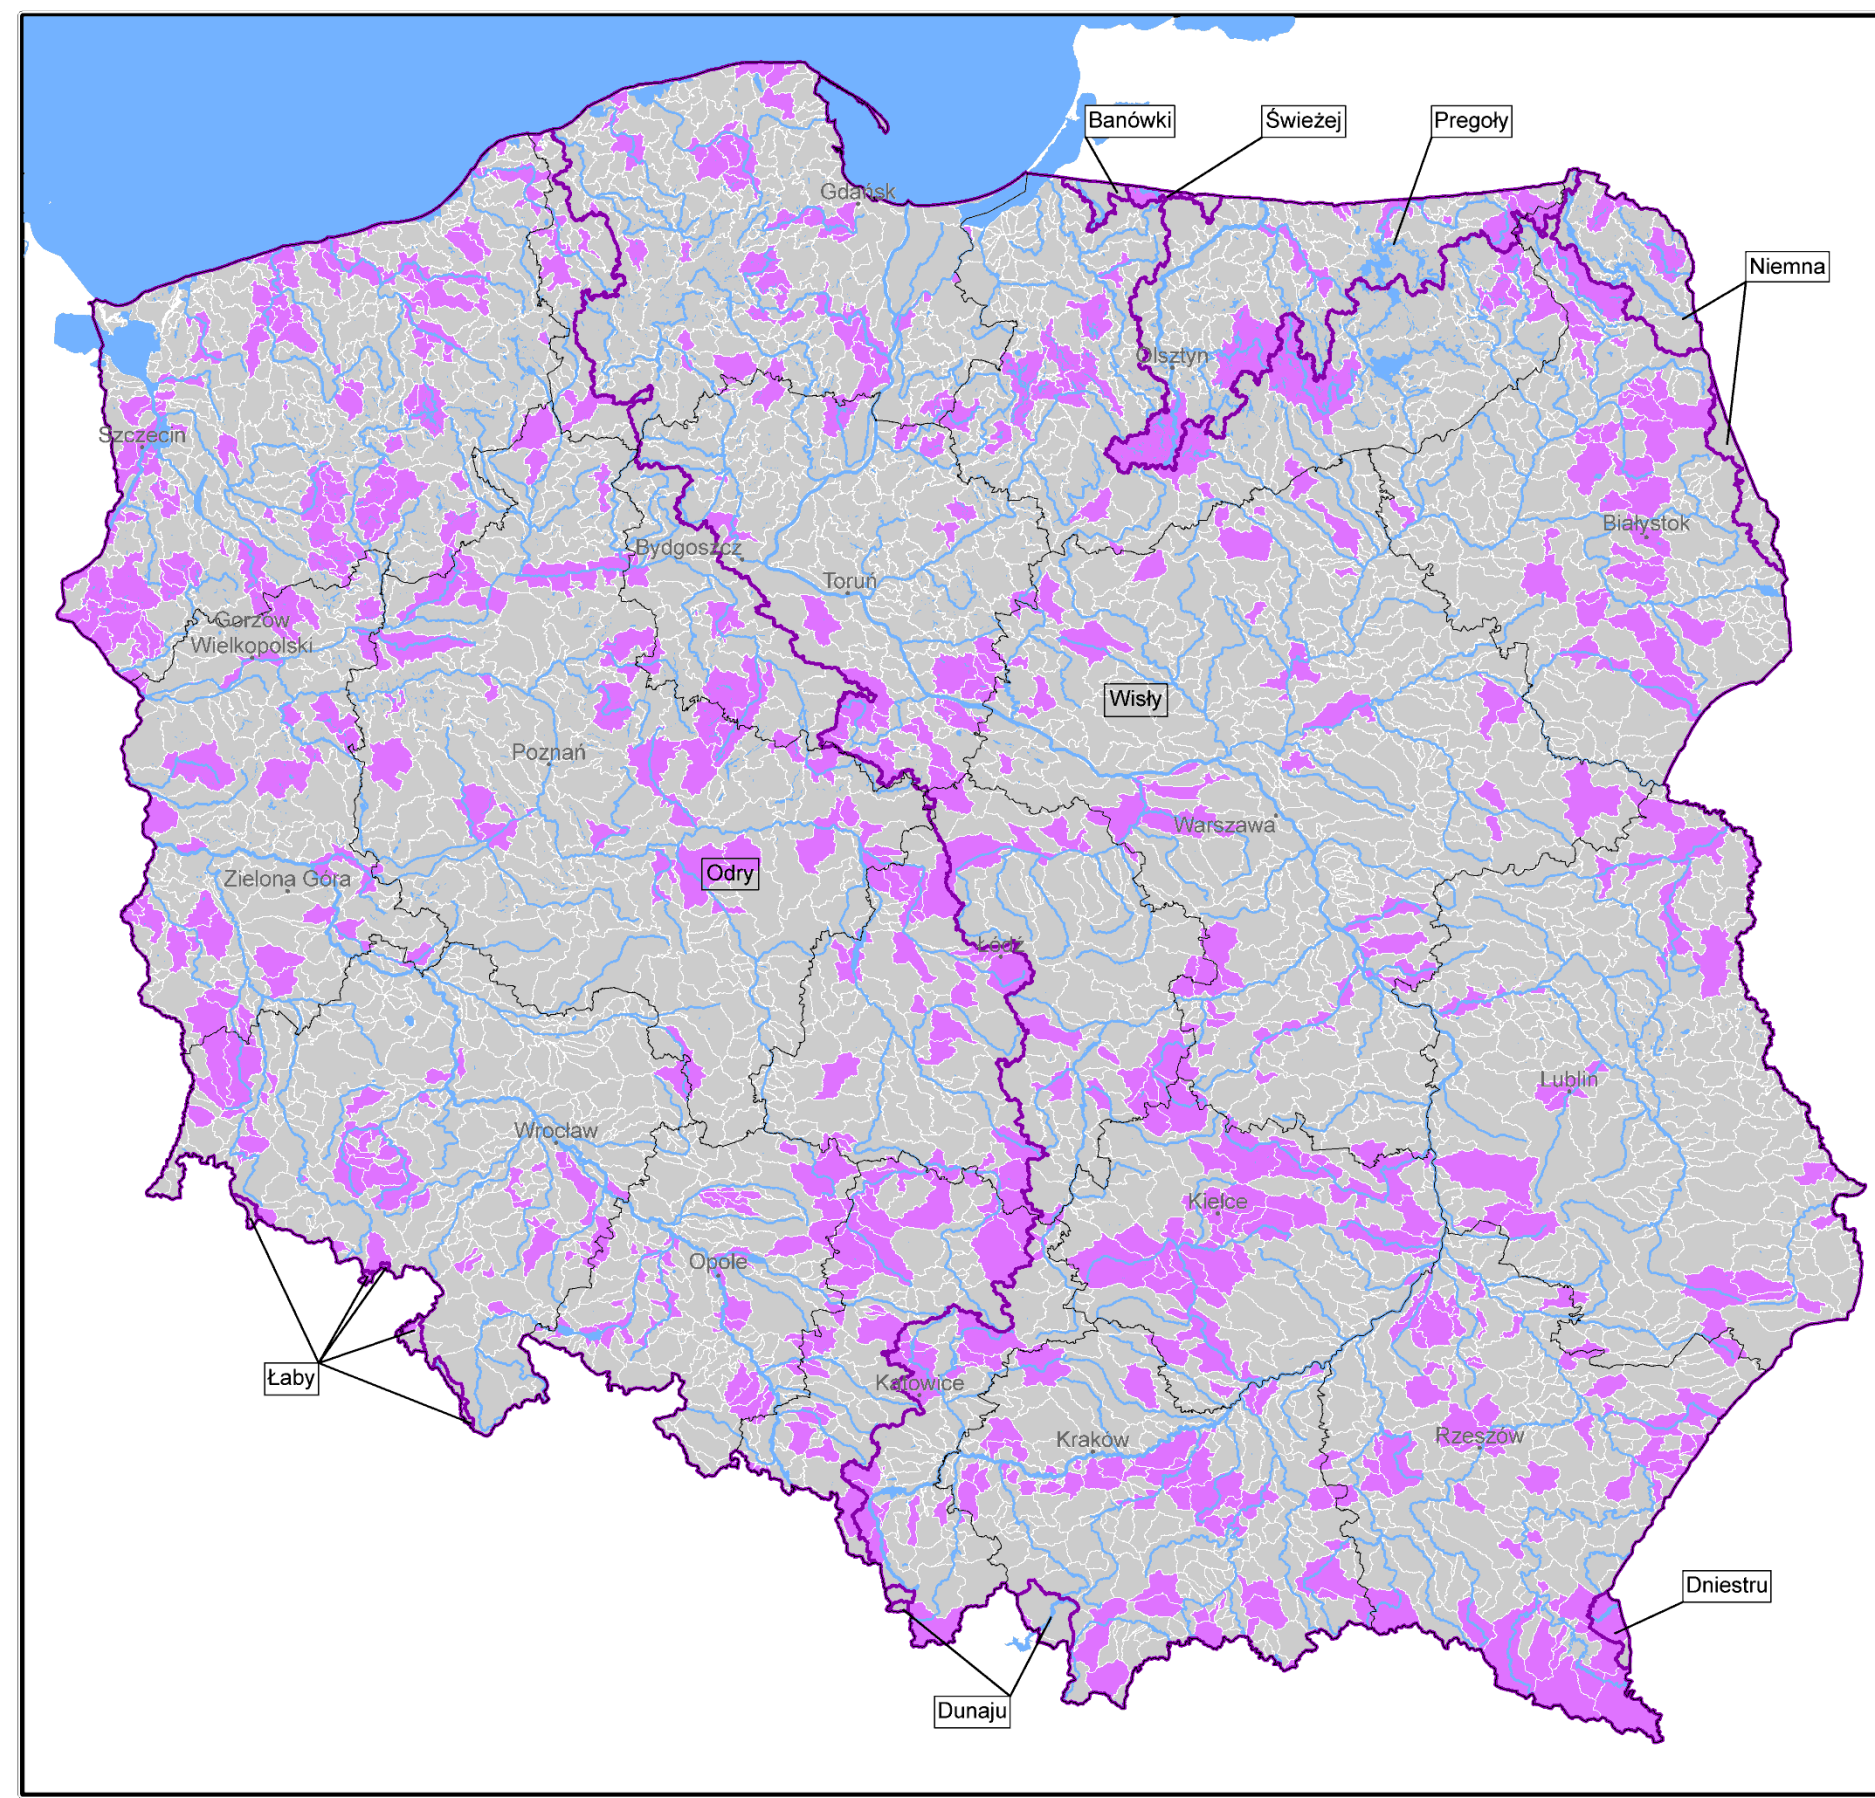 Banówki
Świeżej
Pregoły
Gdańsk
Niemna
Olsztyn
Szczecin
Białystok
Bydgoszcz
Toruń
Gorzów
Wielkopolski
Wisły
Poznań
Warszawa
Odry
Zielona Góra
Łódź
Lublin
Wrocław
Kielce
Opole
Łaby
Katowice
Kraków
Rzeszów
Dniestru
Dunaju